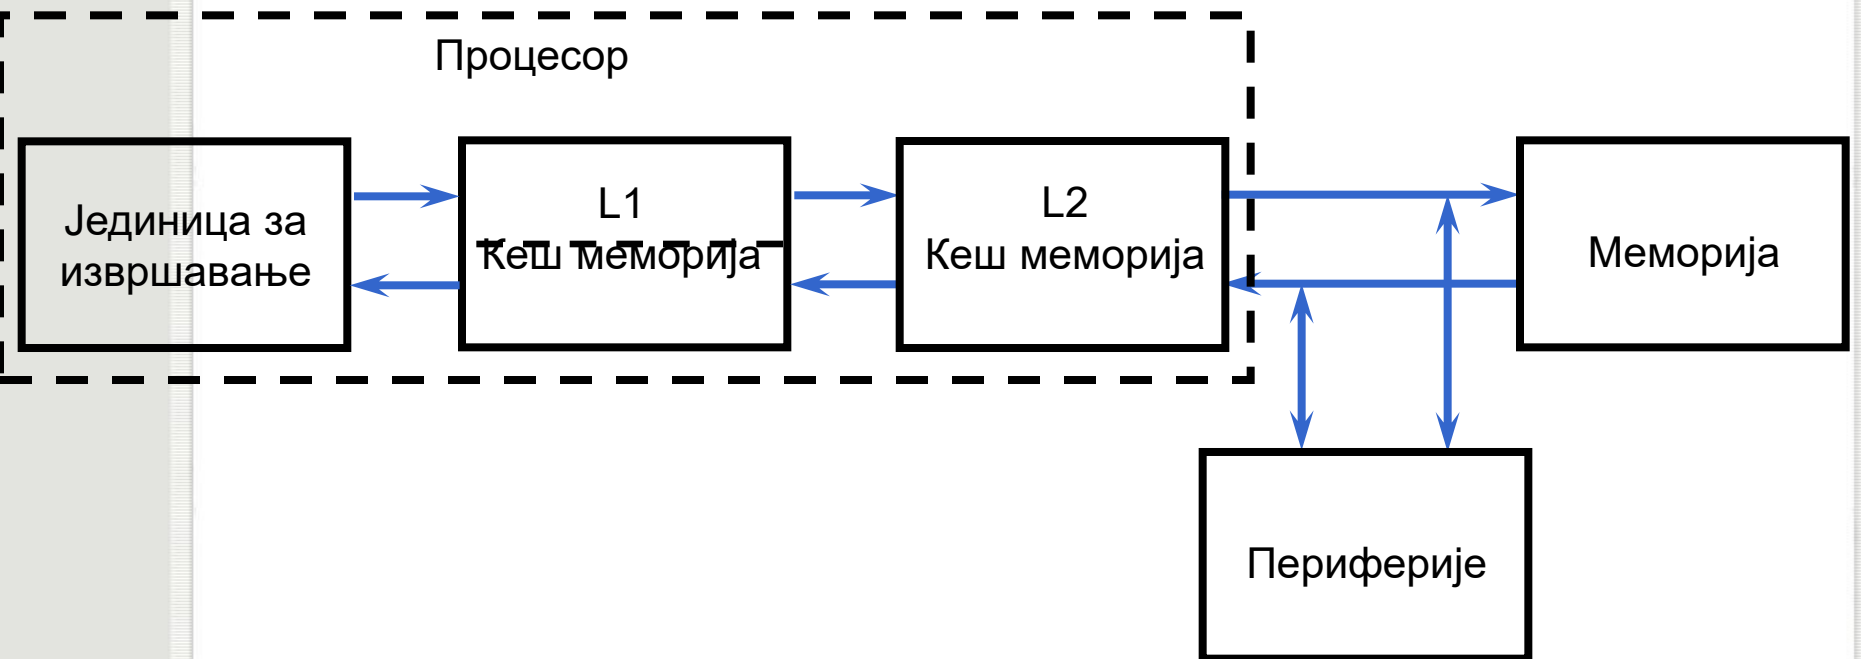 Процесор
Јединица за
извршавање
L1
Кеш меморија
L2
Кеш меморија
Меморија
Периферије